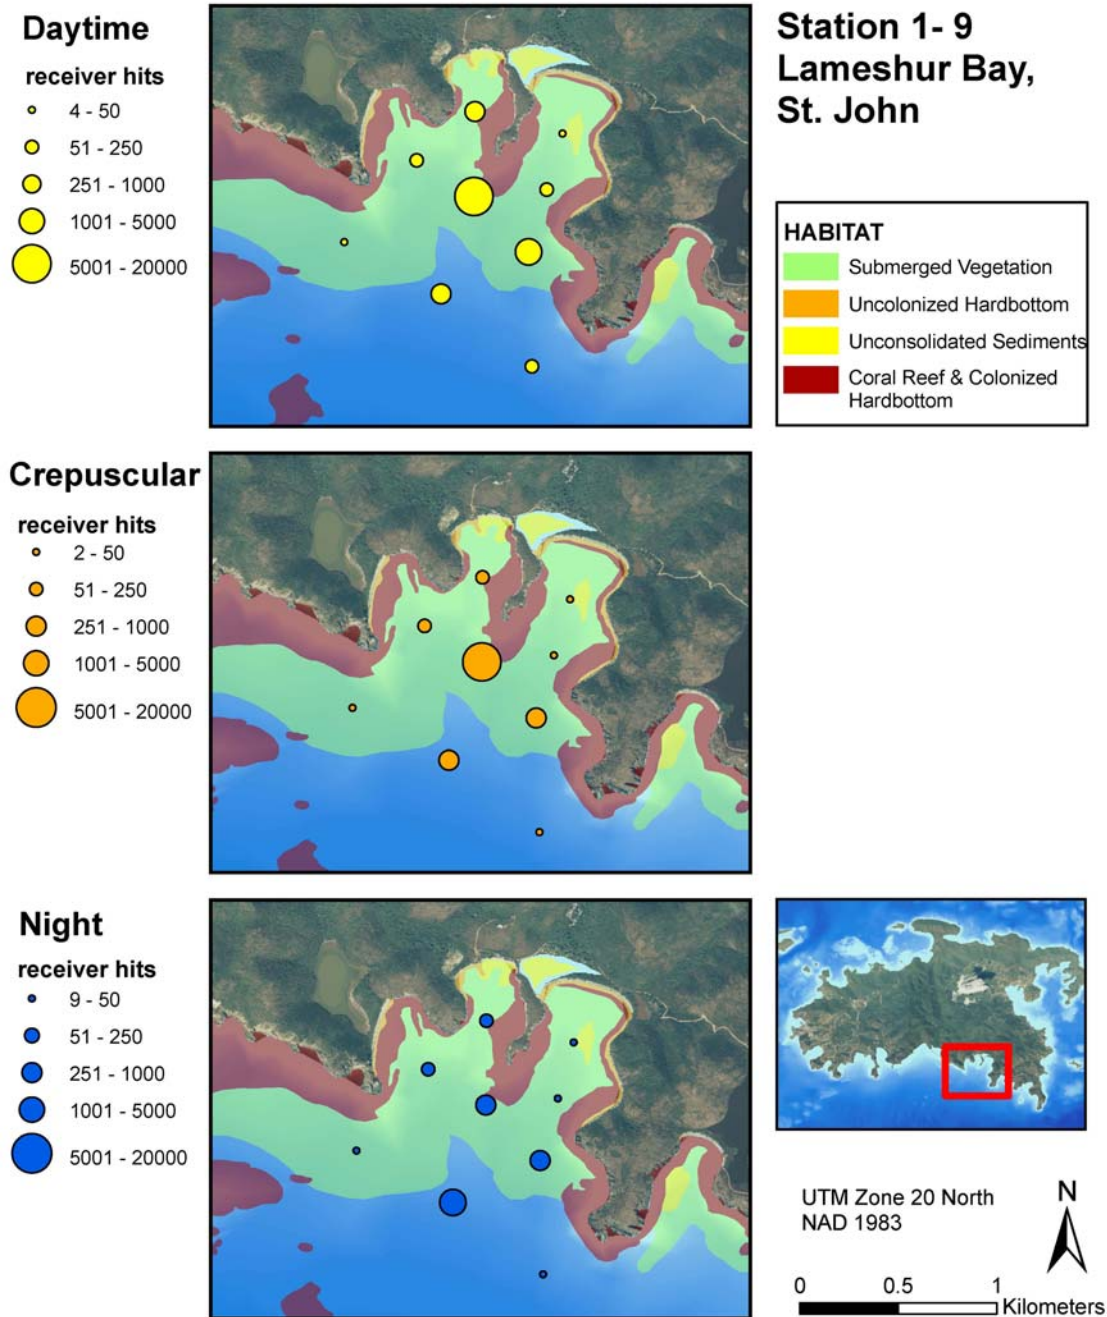 Daytime
receiver hits
4 - 50
51 - 250
251 - 1000
1001 - 5000
5001 - 20000
Station 1- 9
Lameshur Bay,
St. John
HABITAT
Submerged Vegetation
Uncolonized Hardbottom
Unconsolidated Sediments
Coral Reef & Colonized
Hardbottom
Crepuscular
receiver hits
2 - 50
51 - 250
251 - 1000
1001 - 5000
5001 - 20000
Night
receiver hits
9 - 50
51 - 250
251 - 1000
1001 - 5000
5001 - 20000
UTM Zone 20 North
NAD 1983
N
0 0.5 1
Kilometers